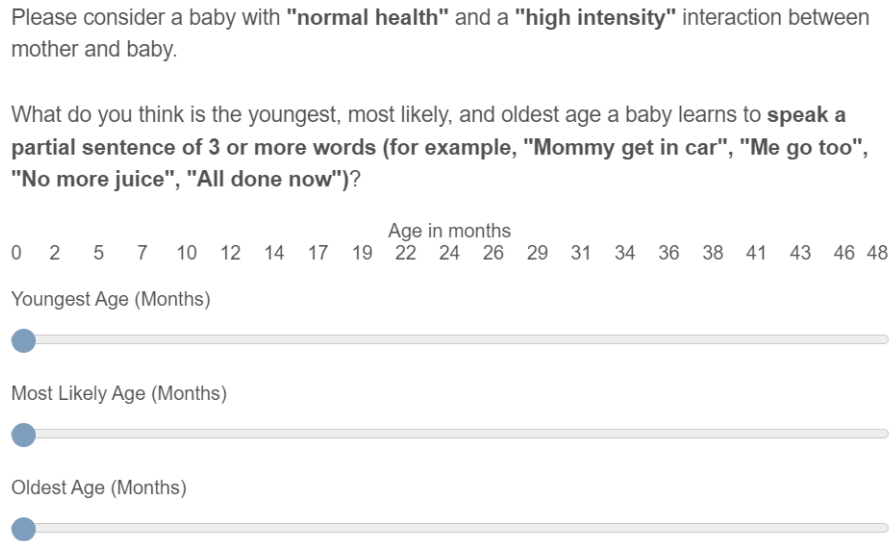 Please consider a baby with "normal health" and a "high intensity" interaction between
mother and baby.
What do you think is the youngest, most likely, and oldest age a baby learns to speak a
partial sentence of 3 or more words (for example, "Mommy get in car", "Me go too",
"No more juice", "All done now")?
Age in months
0 2 5 7 10 12 14 17 19 22 24 26 29 31 34 36 38 41 43 46 48
Youngest Age (Months)
Most Likely Age (Months)
Oldest Age (Months)